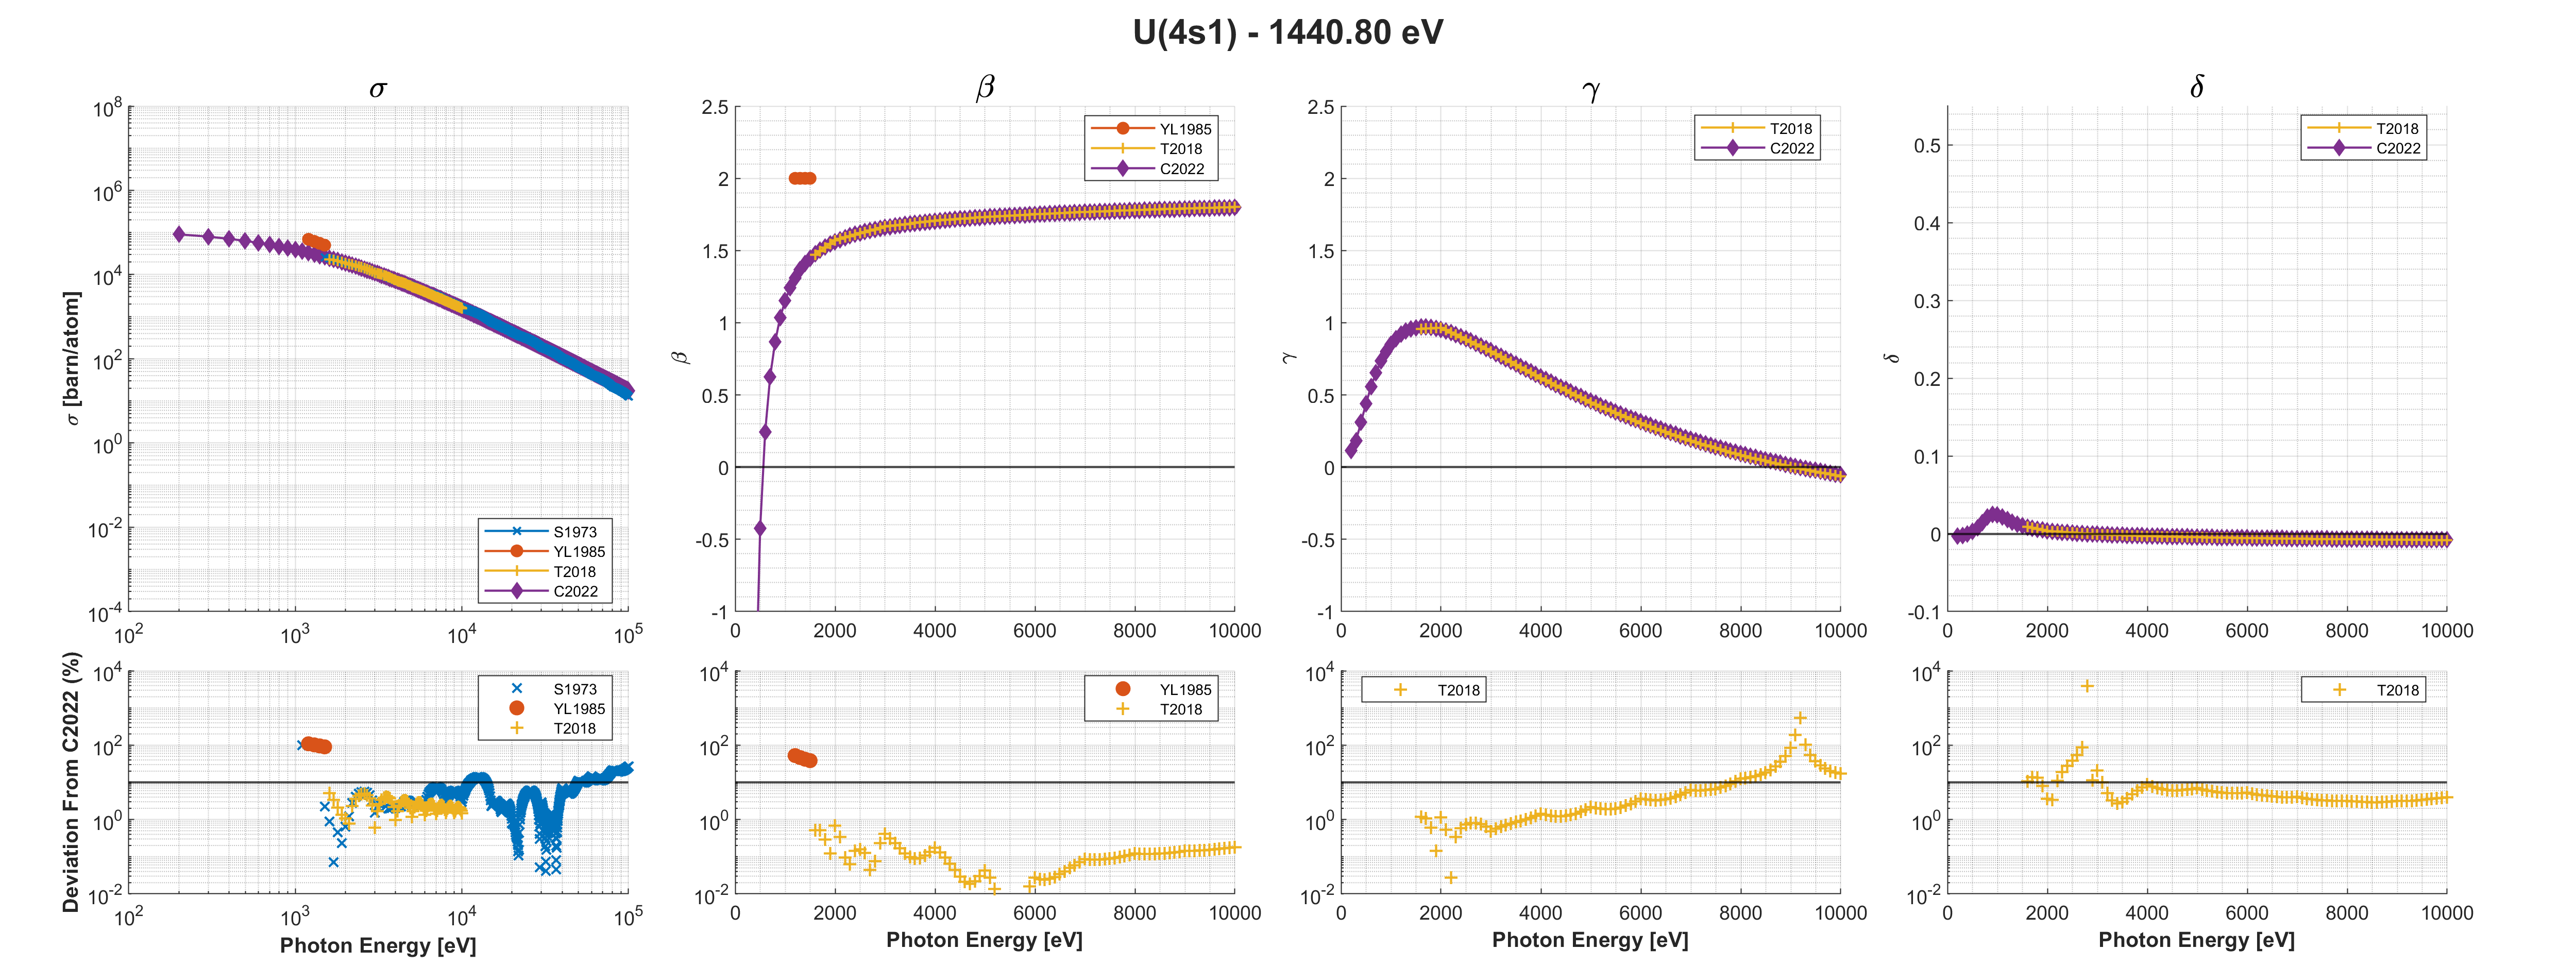 U(4s1) - 1440.80 eV
σ
10^8
10^6
10^4
10^2
10^0
10^-2
10^-4
10^2
10^3
10^4
10^5
σ [barn/atom]
S1973
YL1985
T2018
C2022
β
2.5
2
1.5
1
0.5
0
-0.5
-1
0
2000
4000
6000
8000
10000
β
YL1985
T2018
C2022
γ
2.5
2
1.5
1
0.5
0
-0.5
-1
0
2000
4000
6000
8000
10000
γ
T2018
C2022
δ
0.5
0.4
0.3
0.2
0.1
0
-0.1
0
2000
4000
6000
8000
10000
δ
T2018
C2022
Deviation From C2022 (%)
10^4
10^2
10^0
10^-2
10^2
10^3
10^4
10^5
Photon Energy [eV]
S1973
YL1985
T2018
10^4
10^2
10^0
10^-2
0
2000
4000
6000
8000
10000
Photon Energy [eV]
YL1985
T2018
10^4
10^2
10^0
10^-2
0
2000
4000
6000
8000
10000
Photon Energy [eV]
T2018
10^4
10^2
10^0
10^-2
0
2000
4000
6000
8000
10000
Photon Energy [eV]
T2018